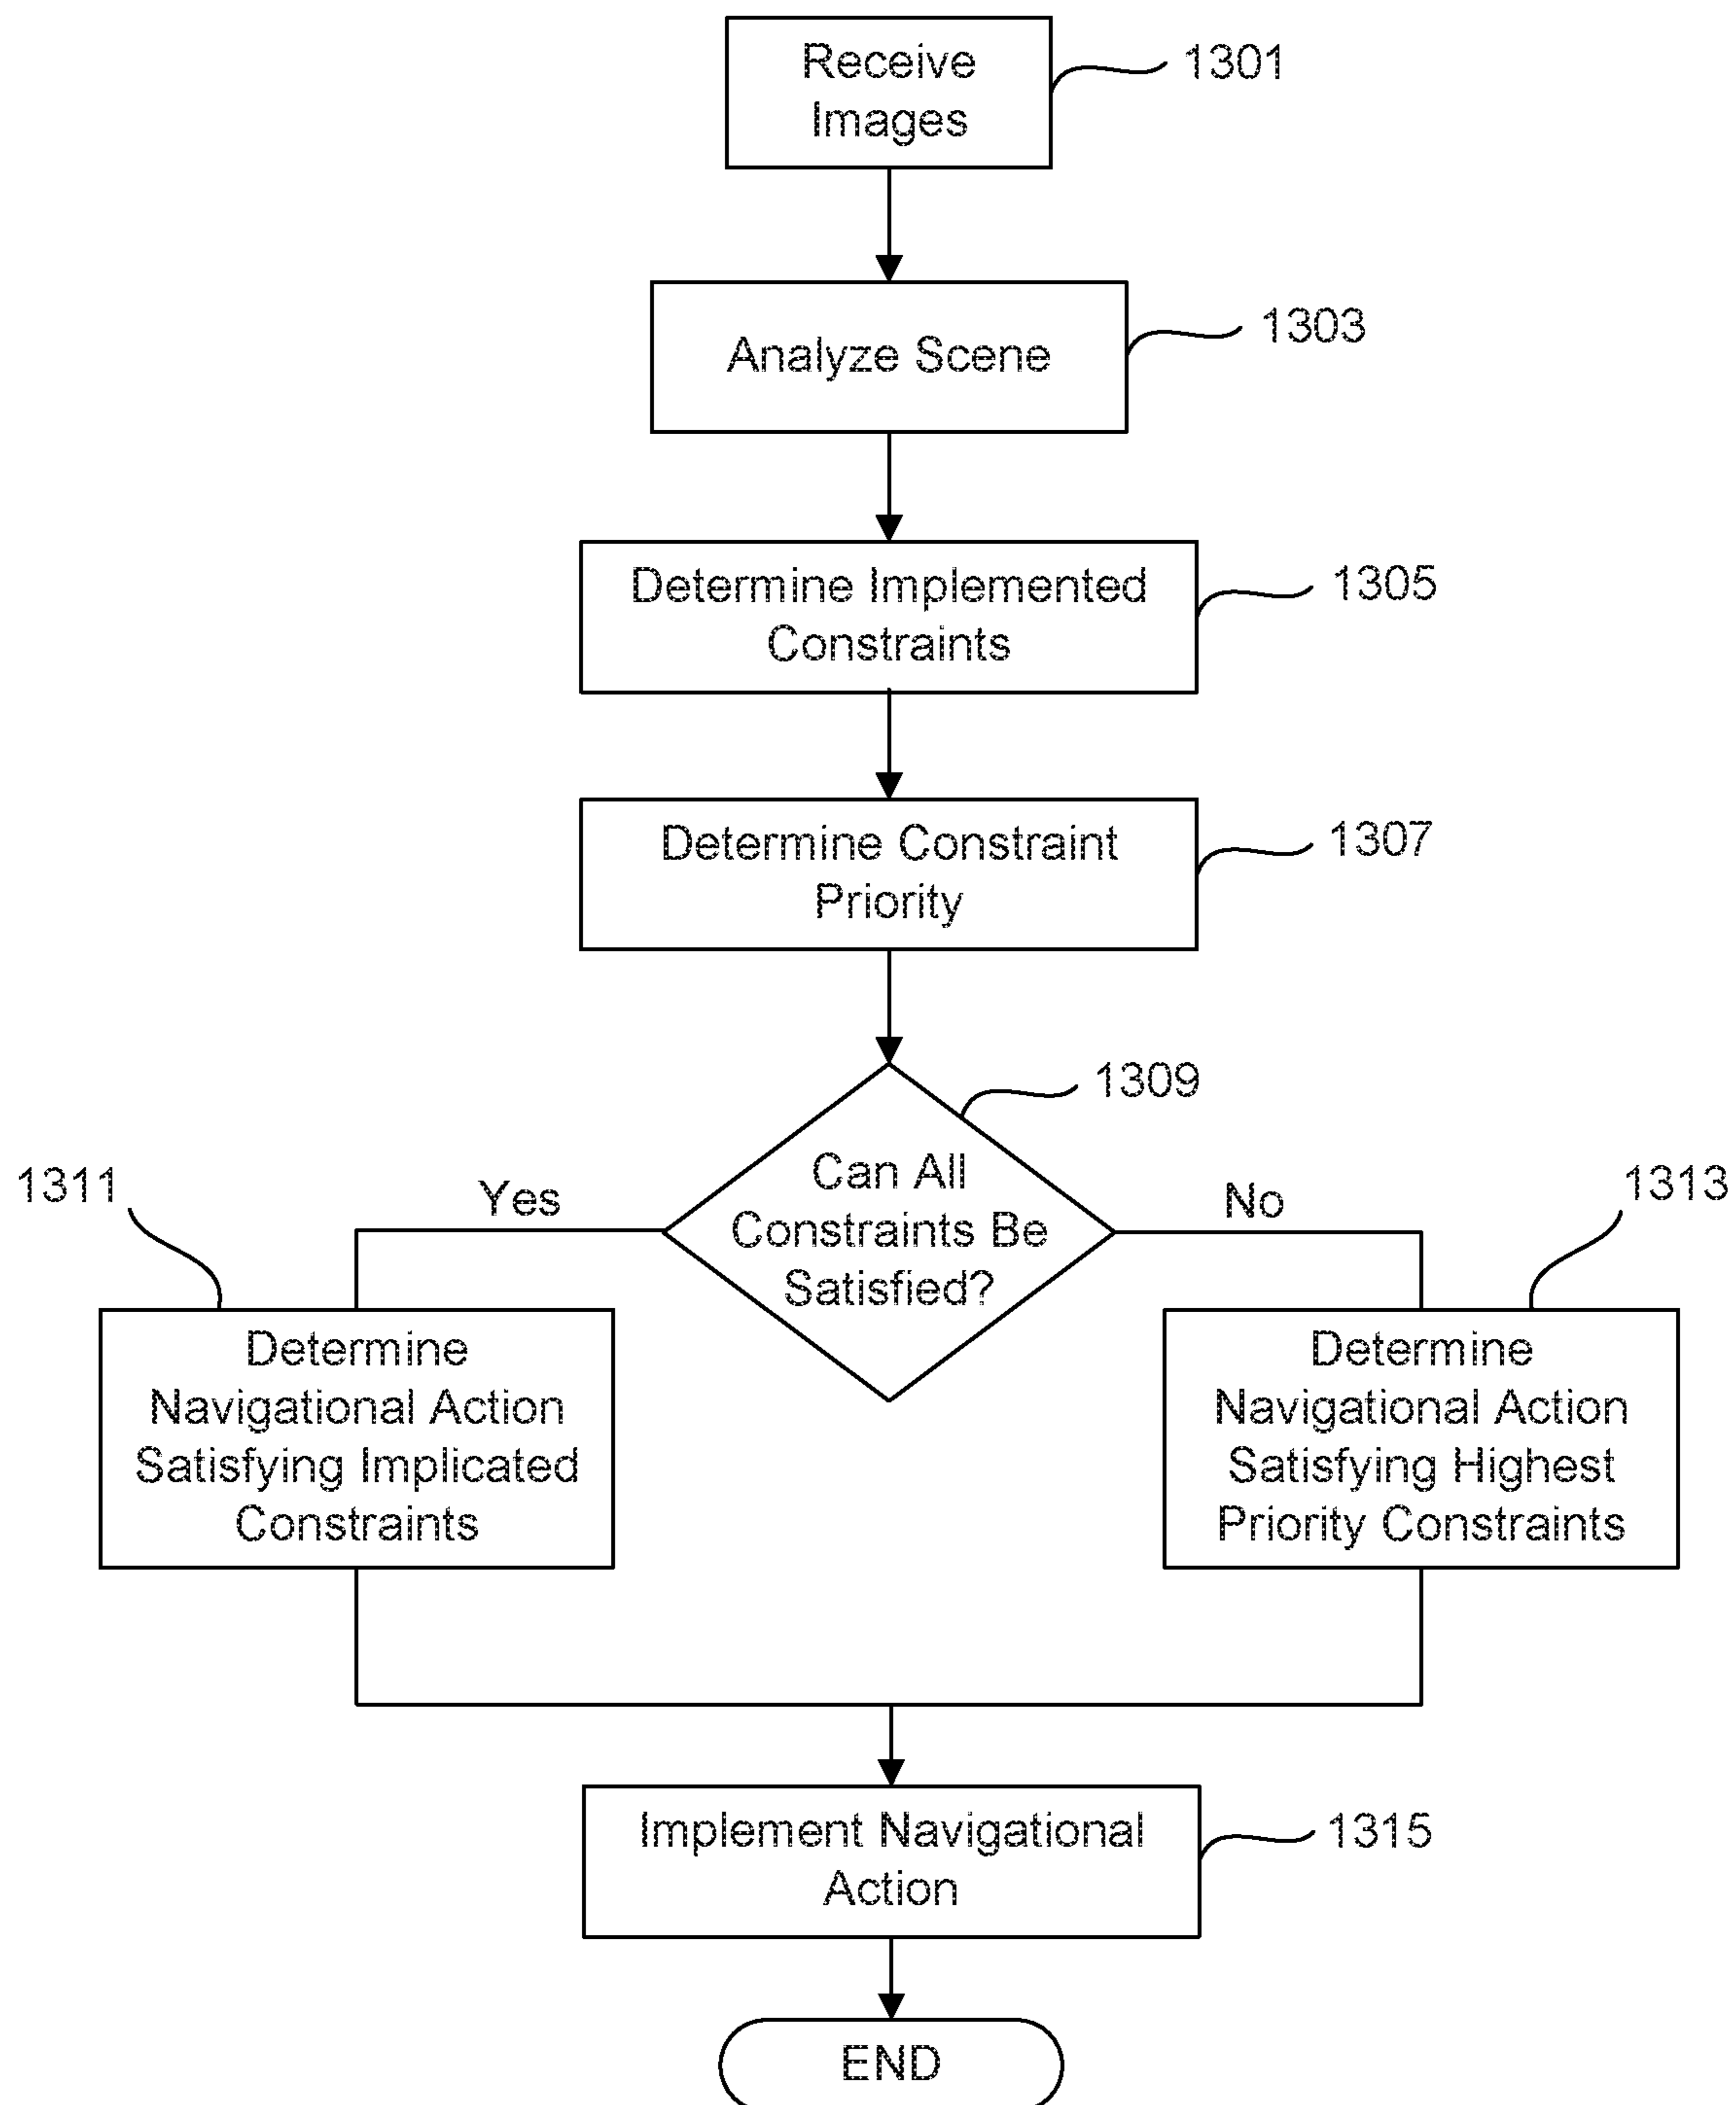 Receive
Images
1301
Analyze Scene
1303
Determine Implemented
Constraints
1305
Determine Constraint
Priority
1307
1309
Can All
Constraints Be
Satisfied?
Yes
No
1311
Determine
Navigational Action
Satisfying Implicated
Constraints
1313
Determine
Navigational Action
Satisfying Highest
Priority Constraints
Implement Navigational
Action
1315
END